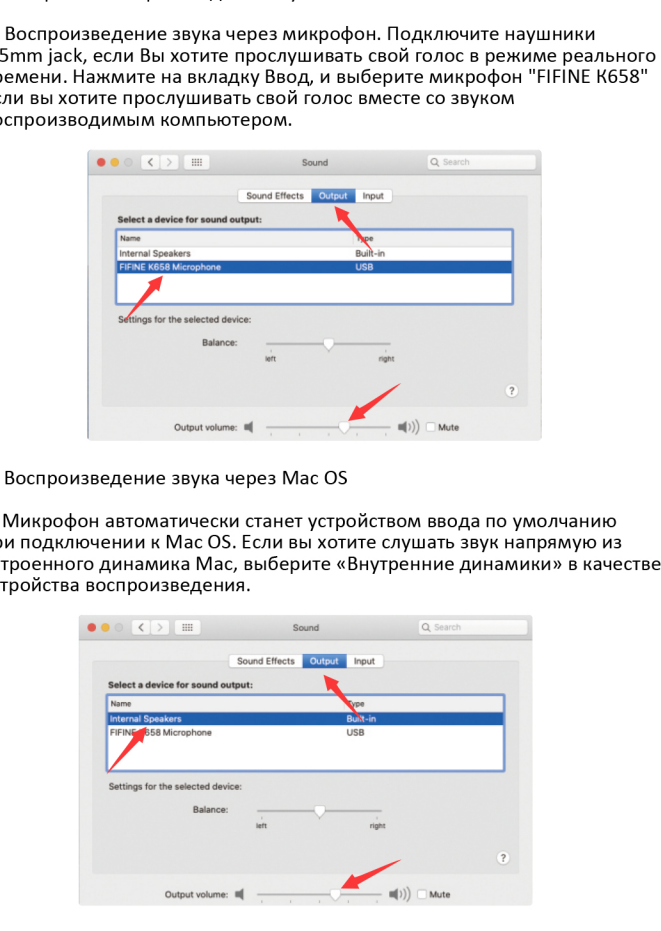 Воспроизведение звука через микрофон. Подключите наушники
5mm jack, если Вы хотите прослушивать свой голос в режиме реального
ремени. Нажмите на вкладку Ввод, и выберите микрофон "FIFINE K658"
сли вы хотите прослушивать свой голос вместе со звуком
оспроизводимым компьютером.
Sound
Search
Sound Effects Output Input
Select a device for sound output:
Name Type
Internal Speakers Built-in
FIFINE K658 Microphone USB
Settings for the selected device:
Balance:
left right
?
Output volume: Mute
Воспроизведение звука через Mac OS
Микрофон автоматически станет устройством ввода по умолчанию
ри подключении к Mac OS. Если вы хотите слушать звук напрямую из
троенного динамика Mac, выберите «Внутренние динамики» в качестве
тройства воспроизведения.
Sound
Search
Sound Effects Output Input
Select a device for sound output:
Name Type
Internal Speakers Built-in
FIFINE K658 Microphone USB
Settings for the selected device:
Balance:
left right
?
Output volume: Mute